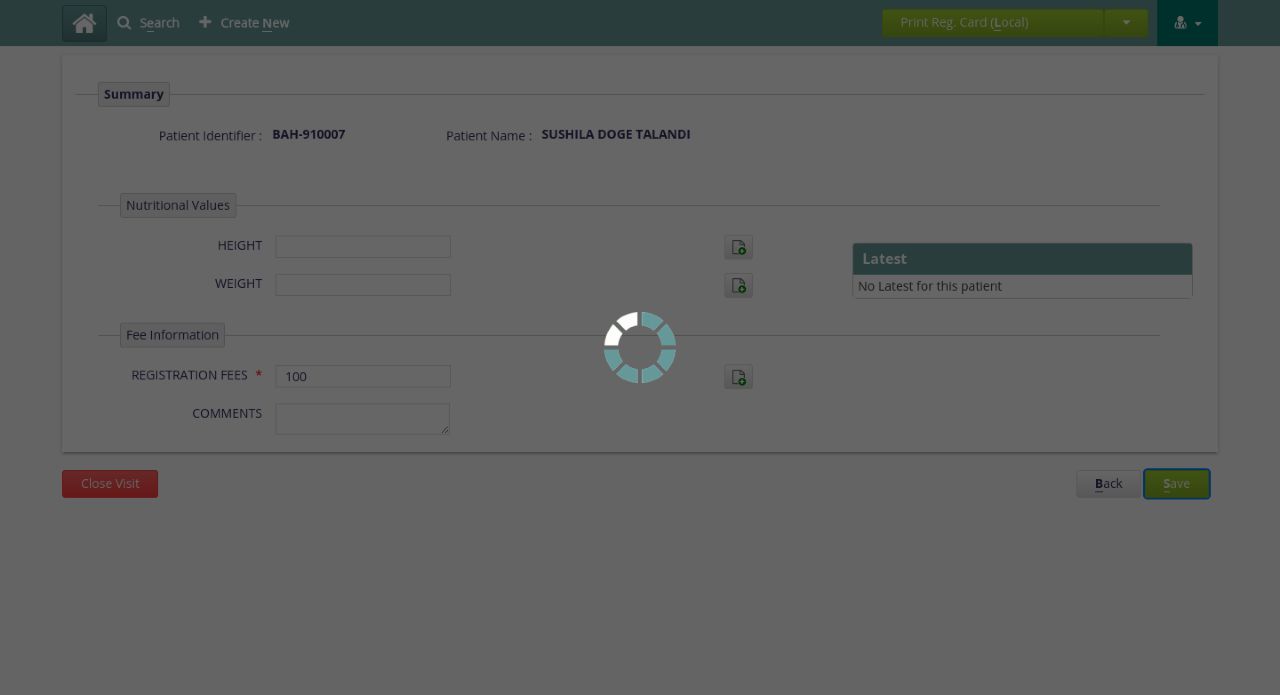 Search
Create New
Print Reg. Card (Local)
Summary
Patient Identifier : BAH-910007 Patient Name : SUSHILA DOGE TALANDI
Nutritional Values
HEIGHT
WEIGHT
Latest
No Latest for this patient
Fee Information
REGISTRATION FEES * 100
COMMENTS
Close Visit
Back
Save